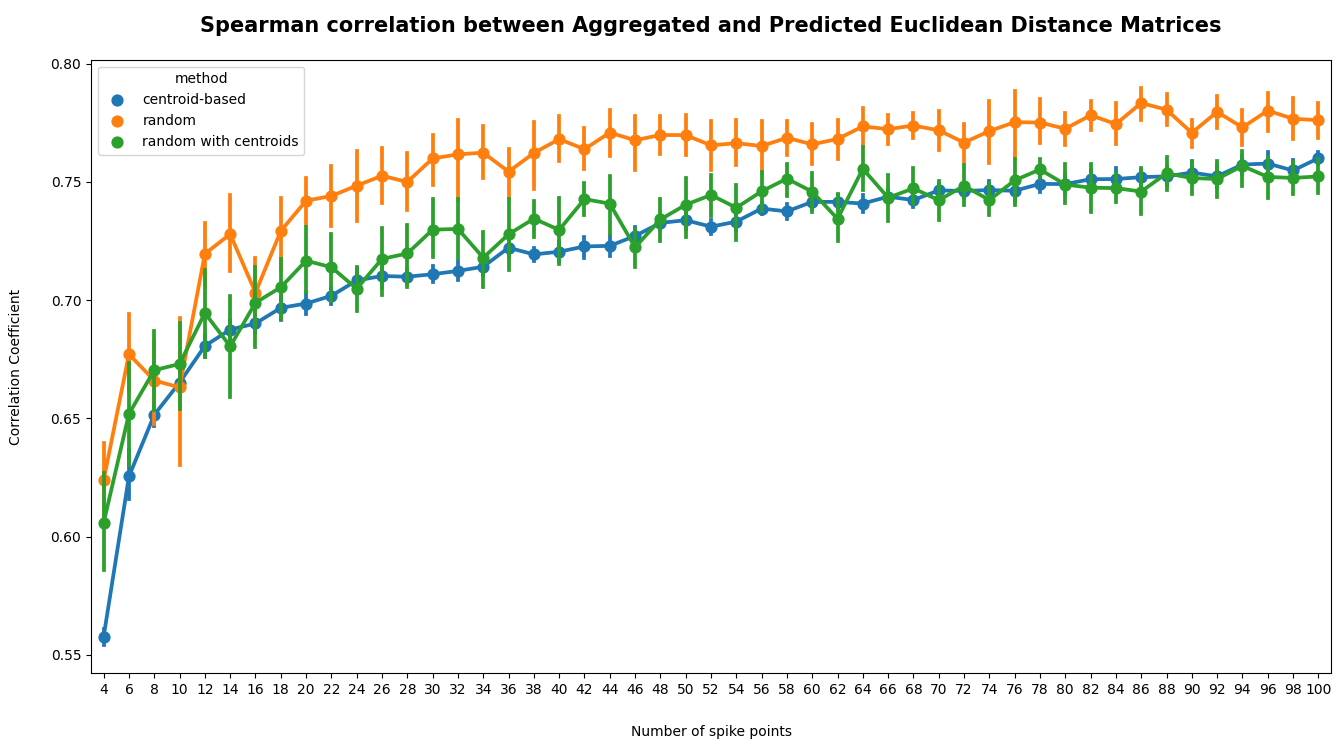 Spearman correlation between Aggregated and Predicted Euclidean Distance Matrices
method
centroid-based
random
random with centroids
Correlation Coefficient
0.80
0.75
0.70
0.65
0.60
0.55
4 6 8 10 12 14 16 18 20 22 24 26 28 30 32 34 36 38 40 42 44 46 48 50 52 54 56 58 60 62 64 66 68 70 72 74 76 78 80 82 84 86 88 90 92 94 96 98 100
Number of spike points